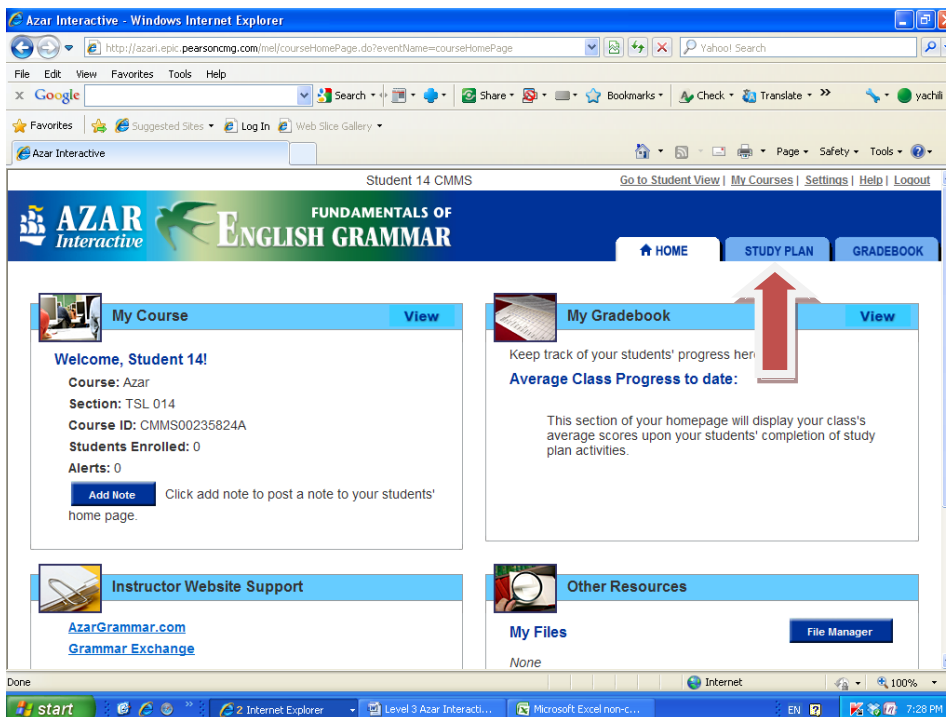 Azar Interactive - Windows Internet Explorer
http://azari.epic.pearsoncmg.com/mel/courseHomePage.do?eventName=courseHomePage
Yahoo! Search
File Edit View Favorites Tools Help
x Google Search Share Bookmarks Check Translate yachili
Favorites Suggested Sites Log In Web Slice Gallery
Azar Interactive Page Safety Tools
Student 14 CMMS Go to Student View | My Courses | Settings | Help | Logout
AZAR Interactive
FUNDAMENTALS OF
ENGLISH GRAMMAR
HOME STUDY PLAN GRADEBOOK
My Course View
Welcome, Student 14!
Course: Azar
Section: TSL 014
Course ID: CMMS00235824A
Students Enrolled: 0
Alerts: 0
Add Note Click add note to post a note to your students'
home page.
My Gradebook View
Keep track of your students' progress
Average Class Progress to date:
This section of your homepage will display your class's
average scores upon your students' completion of study
plan activities.
Instructor Website Support
AzarGrammar.com
Grammar Exchange
Other Resources
My Files File Manager
None
Done Internet 100%
start 2 Internet Explorer Level 3 Azar Interacti... Microsoft Excel non-c... EN 7:28 PM